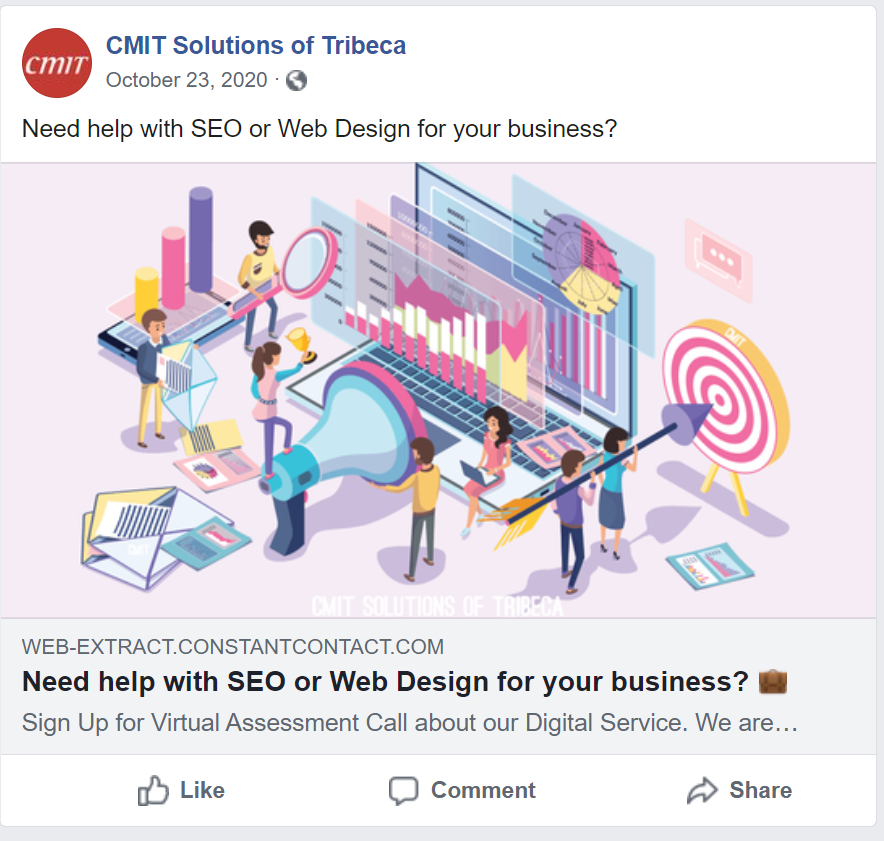 cmit
CMIT Solutions of Tribeca
October 23, 2020 ·
Need help with SEO or Web Design for your business?
CMIT
CMIT
CMIT SOLUTIONS OF TRIBECA
WEB-EXTRACT.CONSTANTCONTACT.COM
Need help with SEO or Web Design for your business? 💼
Sign Up for Virtual Assessment Call about our Digital Service. We are…
Like
Comment
Share